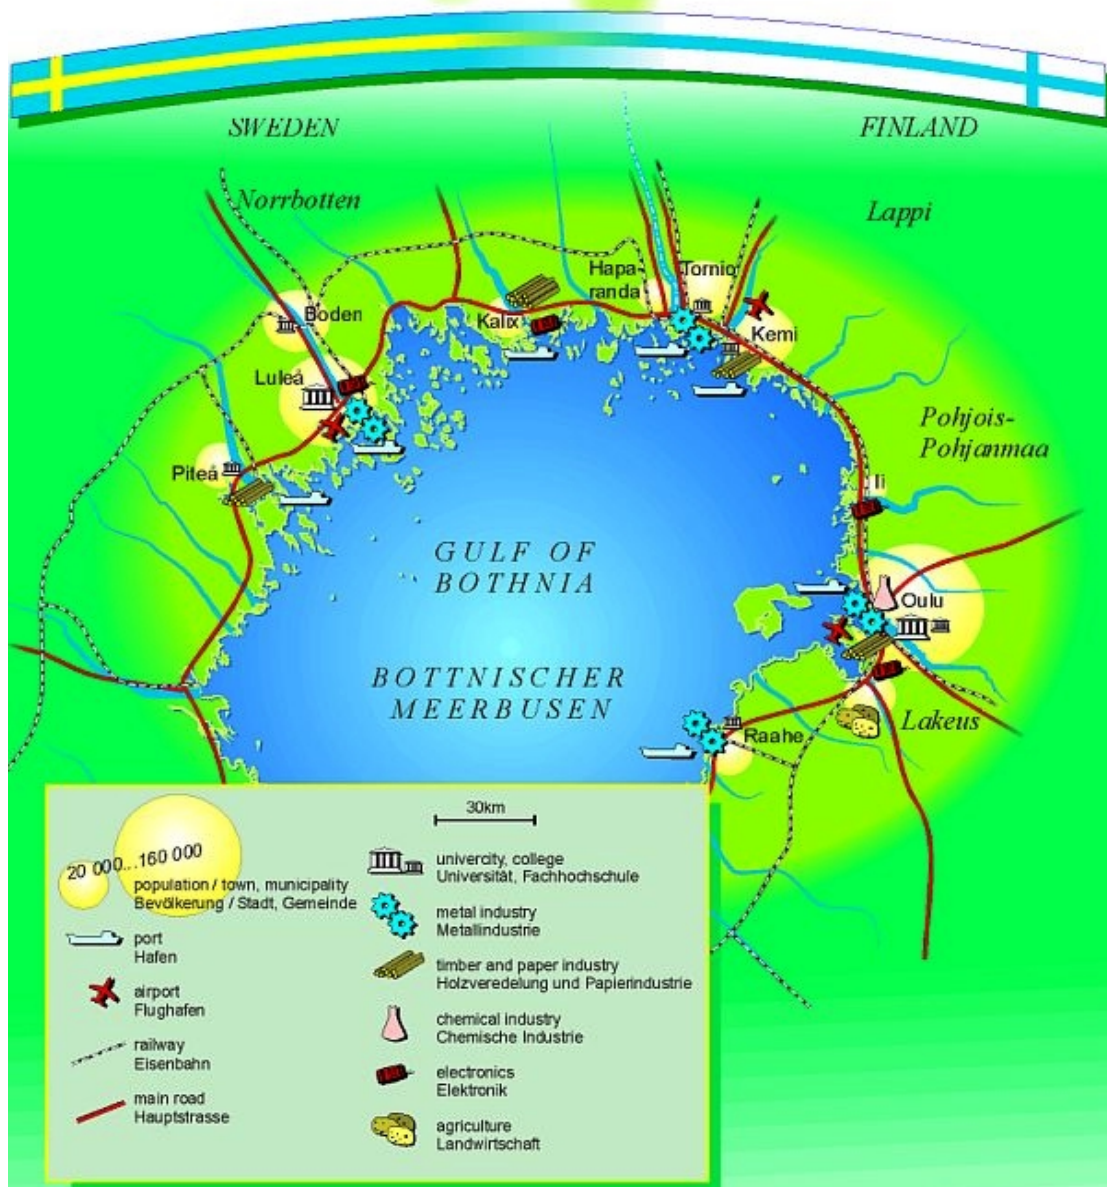 SWEDEN
FINLAND
Norrbotten
Lappi
Hapa-
randa
Tornio
Boden
Kalix
Kemi
Luleå
Pohjois-
Pohjanmaa
Piteå
Ii
GULF OF
BOTHNIA
Oulu
BOTTNISCHER
MEERBUSEN
Lakeus
Raahe
20 000...160 000
population / town, municipality
Bevölkerung / Stadt, Gemeinde
port
Hafen
airport
Flughafen
railway
Eisenbahn
main road
Hauptstrasse
30km
univercity, college
Universität, Fachhochschule
metal industry
Metallindustrie
timber and paper industry
Holzveredelung und Papierindustrie
chemical industry
Chemische Industrie
electronics
Elektronik
agriculture
Landwirtschaft